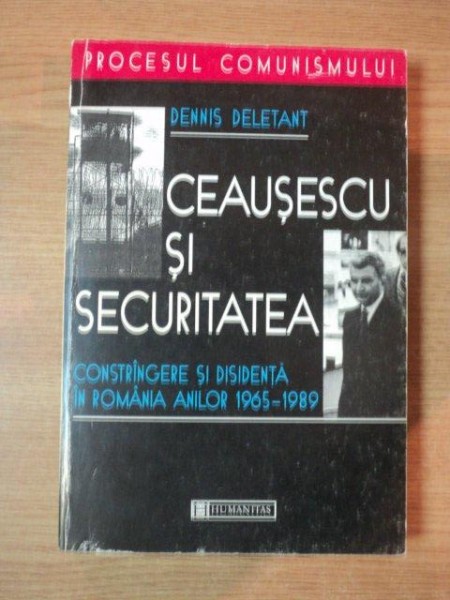 PROCESUL COMUNISMULUI
DENNIS DELETANT
CEAUŞESCU
ŞI
SECURITATEA
CONSTRÎNGERE ŞI DISIDENŢĂ
ÎN ROMÂNIA ANILOR 1965-1989
HUMANITAS